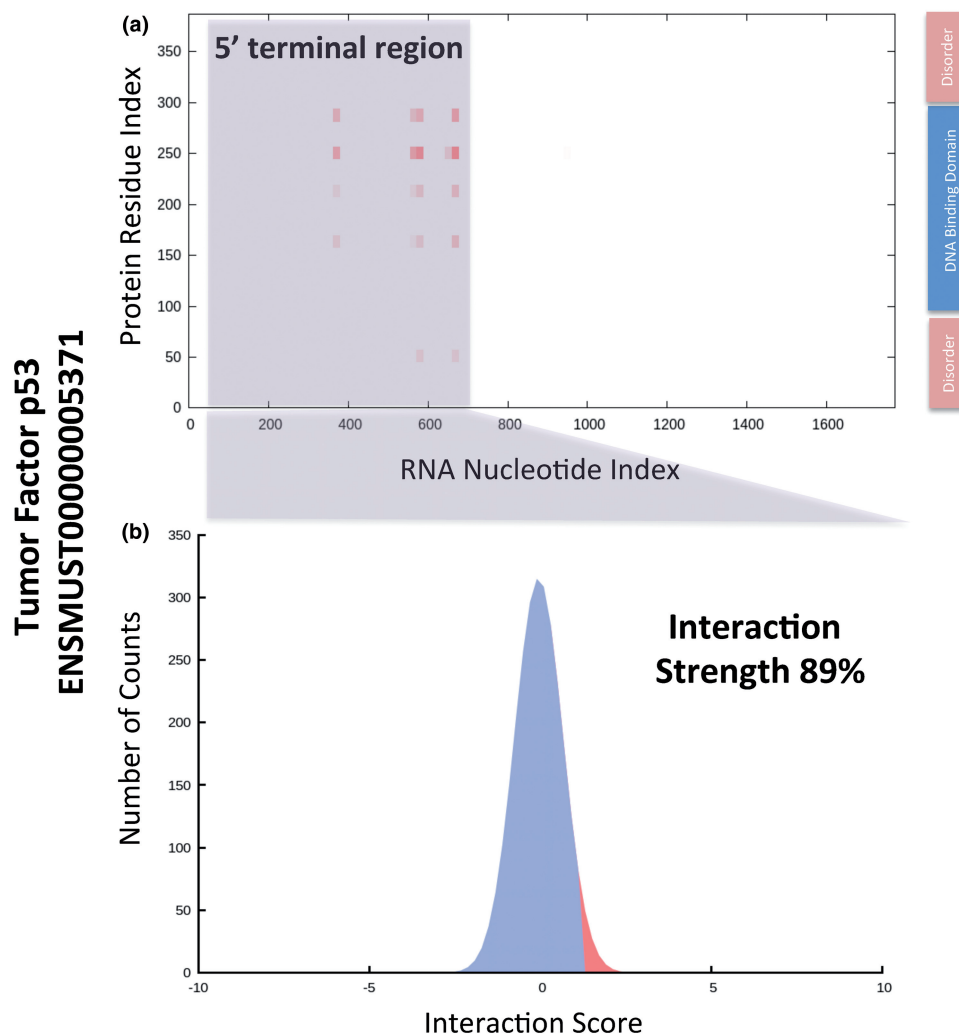 Tumor Factor p53
ENSMUST00000005371
(a)
5' terminal region
Protein Residue Index
350
300
250
200
150
100
50
0
0 200 400 600 800 1000 1200 1400 1600
RNA Nucleotide Index
Disorder
DNA Binding Domain
Disorder
(b)
Number of Counts
350
300
250
200
150
100
50
0
-10 -5 0 5 10
Interaction Score
Interaction
Strength 89%